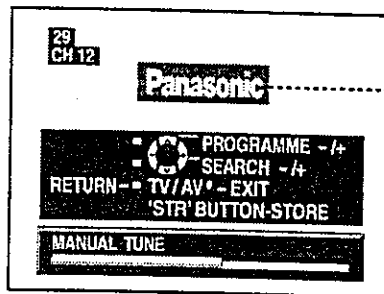 29
CH 12
Panasonic
PROGRAMME -/+
SEARCH -/+
RETURN TV/AV - EXIT
'STR' BUTTON-STORE
MANUAL TUNE